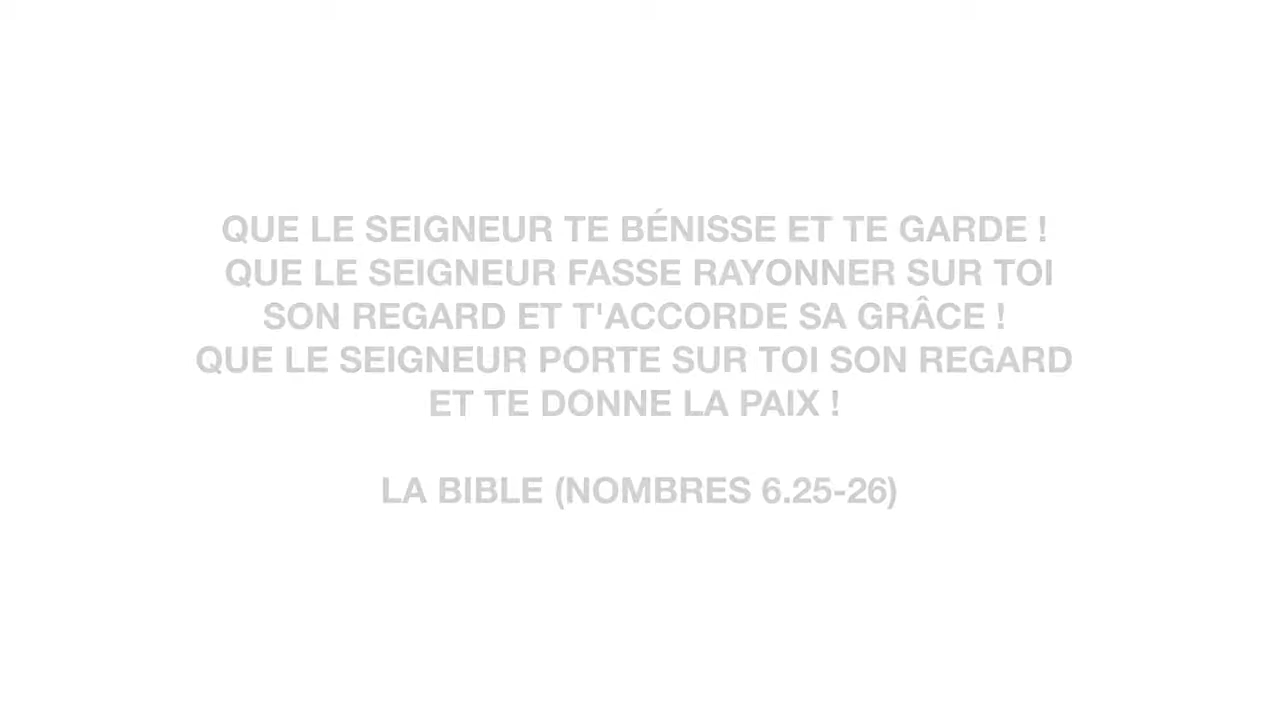 QUE LE SEIGNEUR TE BÉNISSE ET TE GARDE !
QUE LE SEIGNEUR FASSE RAYONNER SUR TOI
SON REGARD ET T'ACCORDE SA GRÂCE !
QUE LE SEIGNEUR PORTE SUR TOI SON REGARD
ET TE DONNE LA PAIX !
LA BIBLE (NOMBRES 6.25-26)